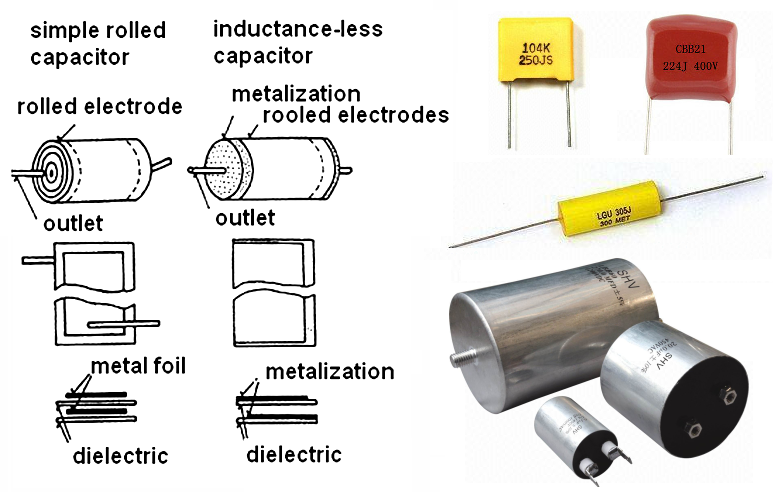 simple rolled
capacitor
inductance-less
capacitor
rolled electrode
metalization
rooled electrodes
outlet
outlet
metal foil
metalization
dielectric
dielectric
104K
250JS
CBB21
224J 400V
LGU 305J
300 MET
SHV
SHV
SHV